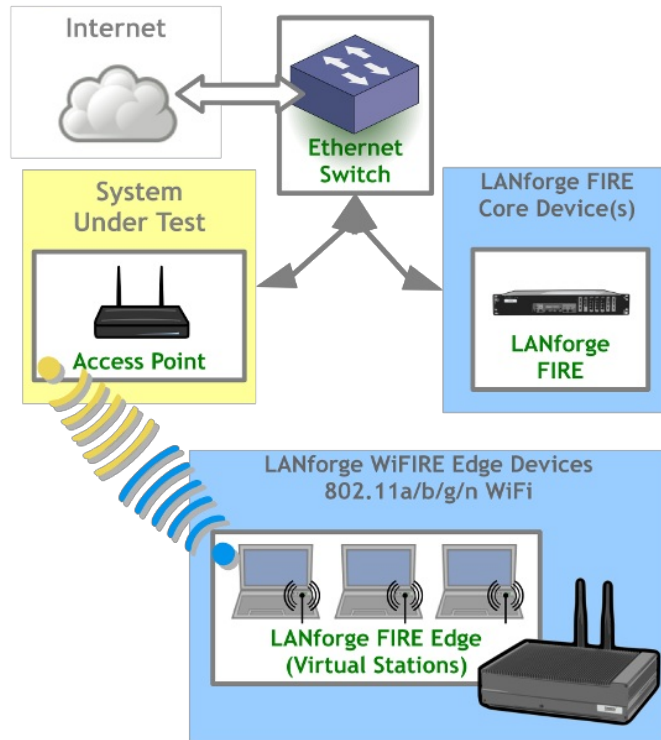 Internet
Ethernet
Switch
System
Under Test
Access Point
LANforge FIRE
Core Device(s)
LANforge
FIRE
LANforge WiFIRE Edge Devices
802.11a/b/g/n WiFi
LANforge FIRE Edge
(Virtual Stations)